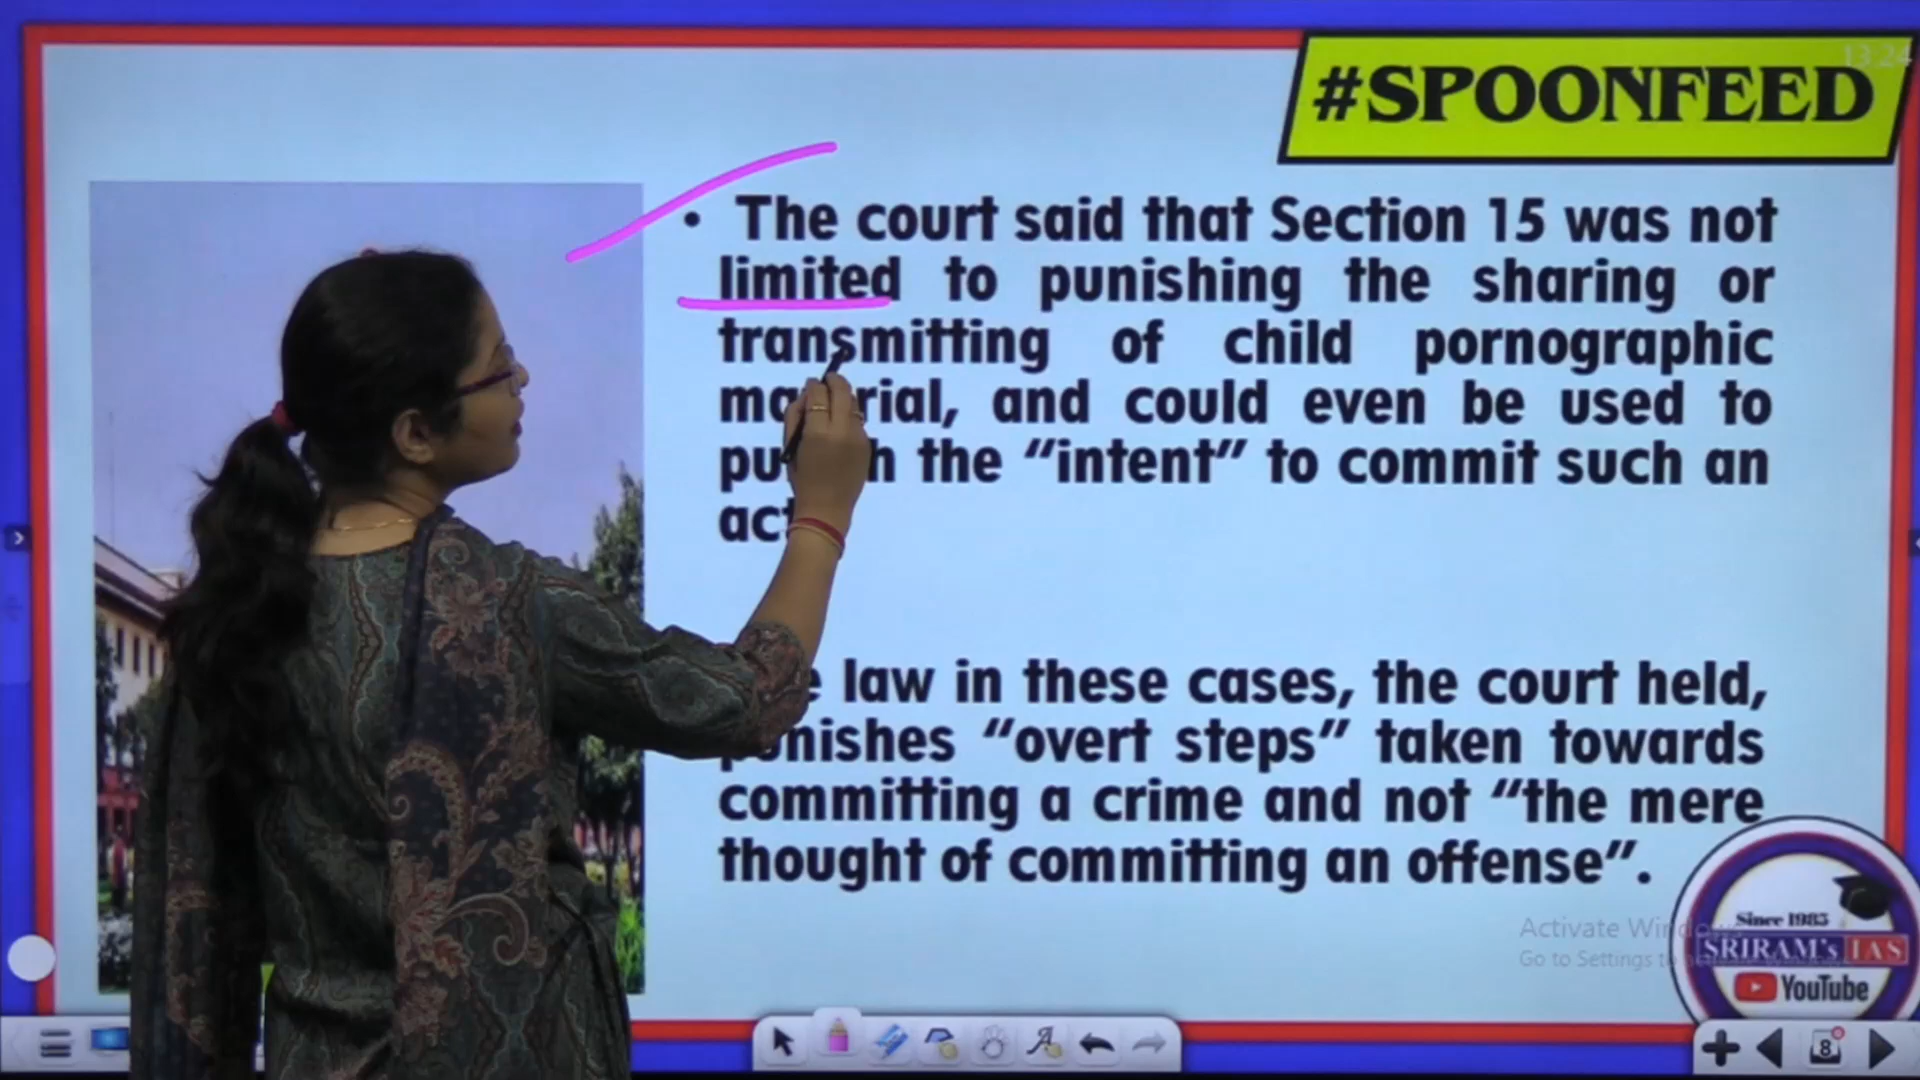 13:24
#SPOONFEED
• The court said that Section 15 was not
limited to punishing the sharing or
transmitting of child pornographic
and could even be used to
the “intent” to commit such an
law in these cases, the court held,
“overt steps” taken towards
committing a crime and not “the mere
thought of committing an offense”.
Activate
Go to Settings
Since 1985
SRIRAM's IAS
YouTube
8